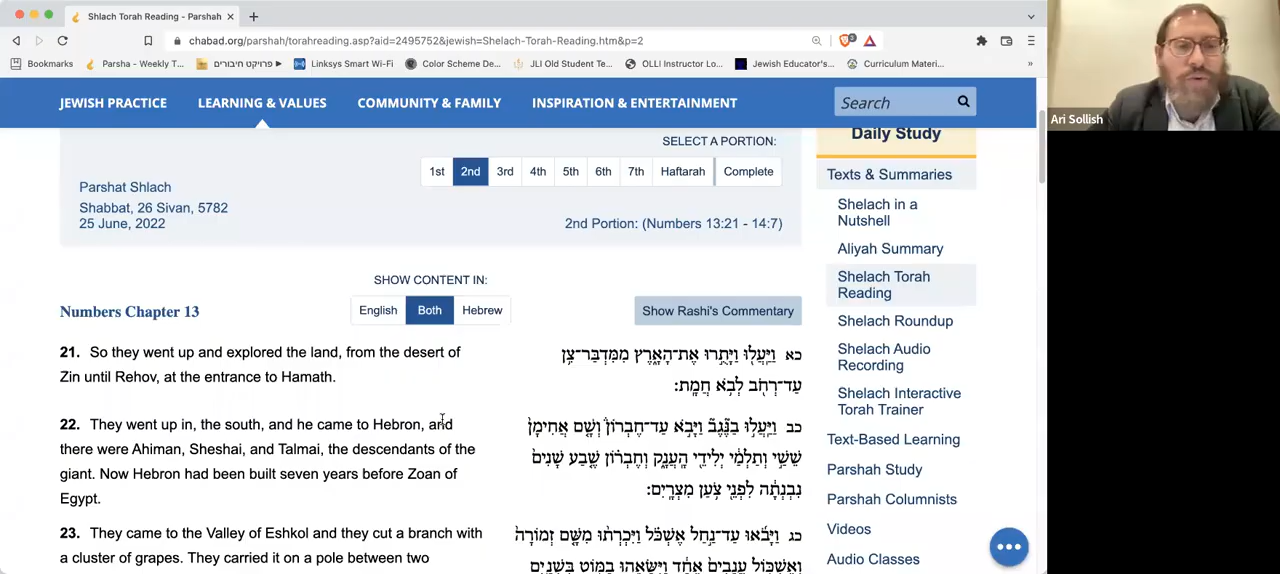 Shlach Torah Reading - Parshah
chabad.org/parshah/torahreading.asp?aid=2495752&jewish=Shelach-Torah-Reading.htm&p=2
Bookmarks Parsha - Weekly T... פרויקט חיבורים Linksys Smart Wi-Fi Color Scheme De... JLI Old Student Te... OLLI Instructor Lo... Jewish Educator's... Curriculum Materi... »
JEWISH PRACTICE LEARNING & VALUES COMMUNITY & FAMILY INSPIRATION & ENTERTAINMENT Search
Ari Sollish
SELECT A PORTION:
1st 2nd 3rd 4th 5th 6th 7th Haftarah Complete
Parshat Shlach
Shabbat, 26 Sivan, 5782
25 June, 2022
2nd Portion: (Numbers 13:21 - 14:7)
SHOW CONTENT IN:
Numbers Chapter 13 English Both Hebrew Show Rashi's Commentary
21. So they went up and explored the land, from the desert of
Zin until Rehov, at the entrance to Hamath.
כא וַיַּֽעֲל֖וּ וַיָּתֻ֣רוּ אֶת־הָאָ֑רֶץ מִמִּדְבַּר־צִ֥ן
עַד־רְחֹ֖ב לְבֹ֥א חֲמָֽת:
22. They went up in, the south, and he came to Hebron, and
there were Ahiman, Sheshai, and Talmai, the descendants of the
giant. Now Hebron had been built seven years before Zoan of
Egypt.
כב וַיַּֽעֲל֣וּ בַנֶּ֘גֶב֘ וַיָּבֹ֣א עַד־חֶבְרוֹן֒ וְשָׁ֤ם אֲחִימַן֙
שֵׁשַׁ֣י וְתַלְמַ֔י יְלִידֵ֖י הָֽעֲנָ֑ק וְחֶבְר֗וֹן שֶׁ֤בַע שָׁנִים֙
נִבְנְתָ֔ה לִפְנֵ֖י צֹ֥עַן מִצְרָֽיִם:
23. They came to the Valley of Eshkol and they cut a branch with
a cluster of grapes. They carried it on a pole between two
כג וַיָּבֹ֜אוּ עַד־נַ֣חַל אֶשְׁכֹּ֗ל וַיִּכְרְת֨וּ מִשָּׁ֤ם זְמוֹרָה֙
וְאֶשְׁכּ֤וֹל עֲנָבִים֙ אֶחָ֔ד וַיִּשָּׂאֻ֥הוּ בַמּ֖וֹט בִּשְׁנָ֑יִם
Daily Study
Texts & Summaries
Shelach in a
Nutshell
Aliyah Summary
Shelach Torah
Reading
Shelach Roundup
Shelach Audio
Recording
Shelach Interactive
Torah Trainer
Text-Based Learning
Parshah Study
Parshah Columnists
Videos
Audio Classes